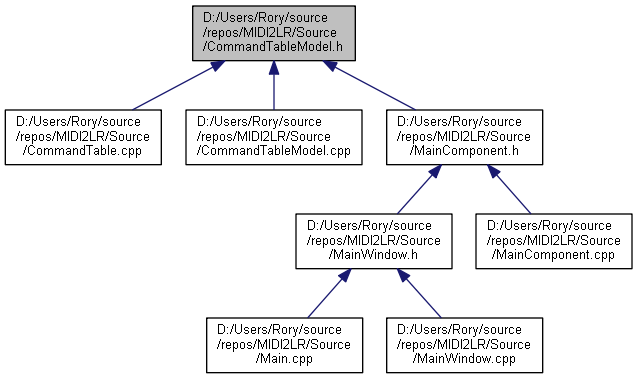 D:/Users/Rory/source
/repos/MIDI2LR/Source
/CommandTableModel.h
D:/Users/Rory/source
/repos/MIDI2LR/Source
/CommandTable.cpp
D:/Users/Rory/source
/repos/MIDI2LR/Source
/CommandTableModel.cpp
D:/Users/Rory/source
/repos/MIDI2LR/Source
/MainComponent.h
D:/Users/Rory/source
/repos/MIDI2LR/Source
/MainWindow.h
D:/Users/Rory/source
/repos/MIDI2LR/Source
/MainComponent.cpp
D:/Users/Rory/source
/repos/MIDI2LR/Source
/Main.cpp
D:/Users/Rory/source
/repos/MIDI2LR/Source
/MainWindow.cpp